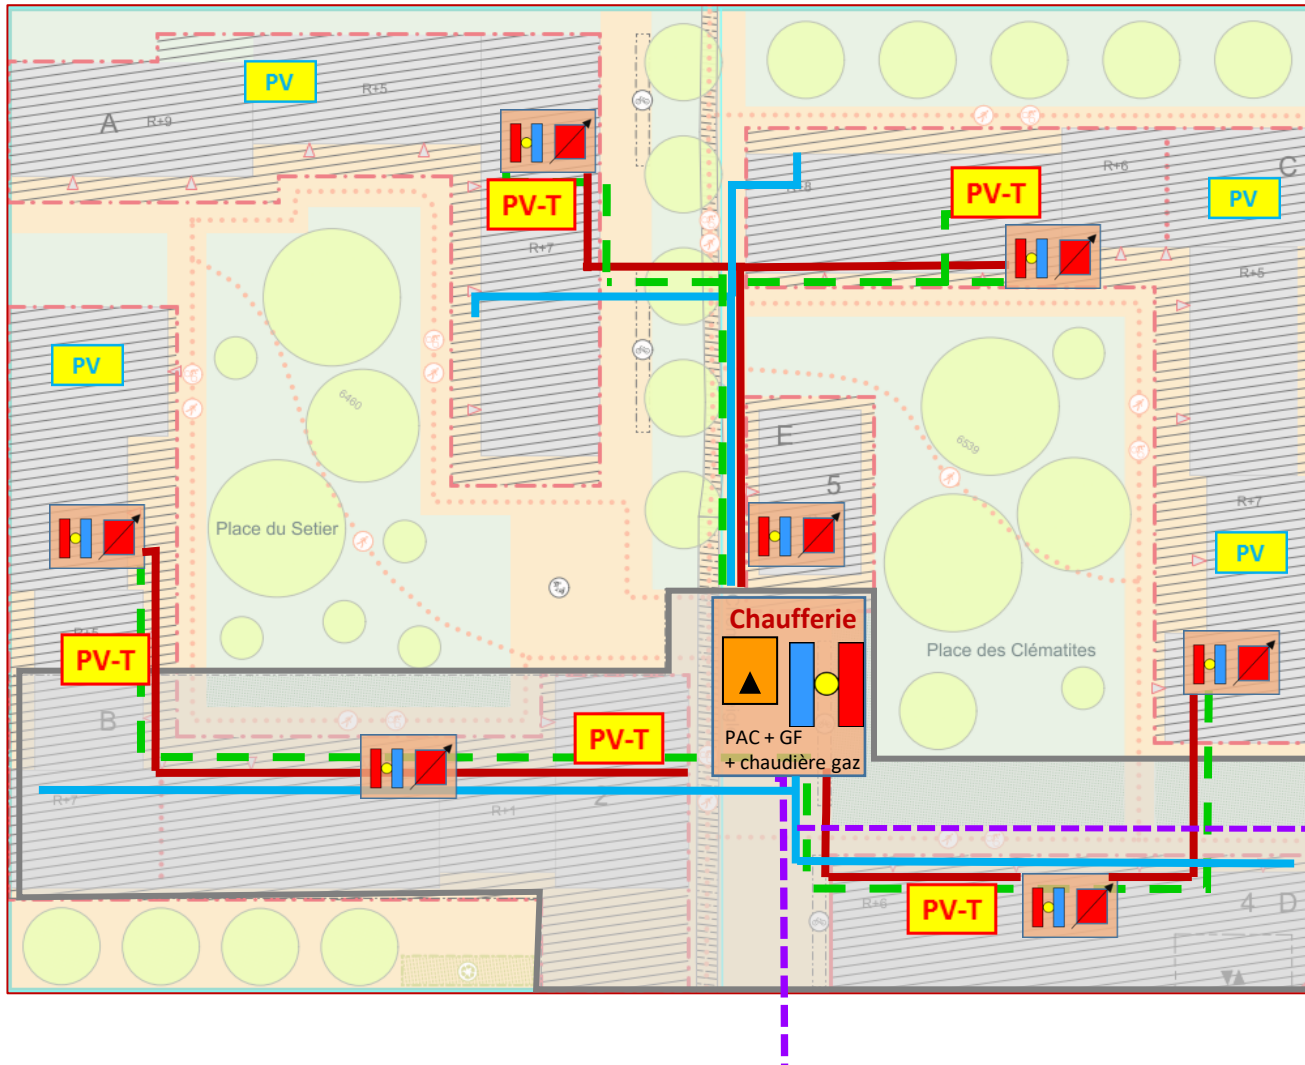 PV
R+5
A
R+9
PV-T
R+7
R+8
PV-T
R+6
C
PV
R+5
PV
6460
6539
E
5
R+7
Place du Setier
PV
Chaufferie
PAC + GF
+ chaudière gaz
Place des Clématites
R+5
PV-T
B
PV-T
R+7
R+1
2
R+6
PV-T
4 D